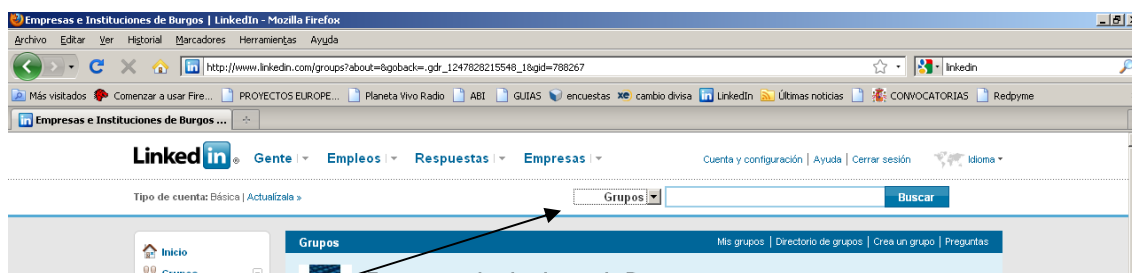 Empresas e Instituciones de Burgos | LinkedIn - Mozilla Firefox
Archivo Editar Ver Historial Marcadores Herramientas Ayuda
http://www.linkedin.com/groups?about=&goback=.gdr_1247828215548_1&gid=788267 linkedin
Más visitados Comenzar a usar Fire... PROYECTOS EUROPE... Planeta Vivo Radio ABI GUIAS encuestas cambio divisa LinkedIn Últimas noticias CONVOCATORIAS Redpyme
Empresas e Instituciones de Burgos ...
Linked in Gente Empleos Respuestas Empresas Cuenta y configuración | Ayuda | Cerrar sesión Idioma
Tipo de cuenta: Básica | Actualízala » Grupos Buscar
Inicio Grupos Mis grupos | Directorio de grupos | Crea un grupo | Preguntas
Grupos